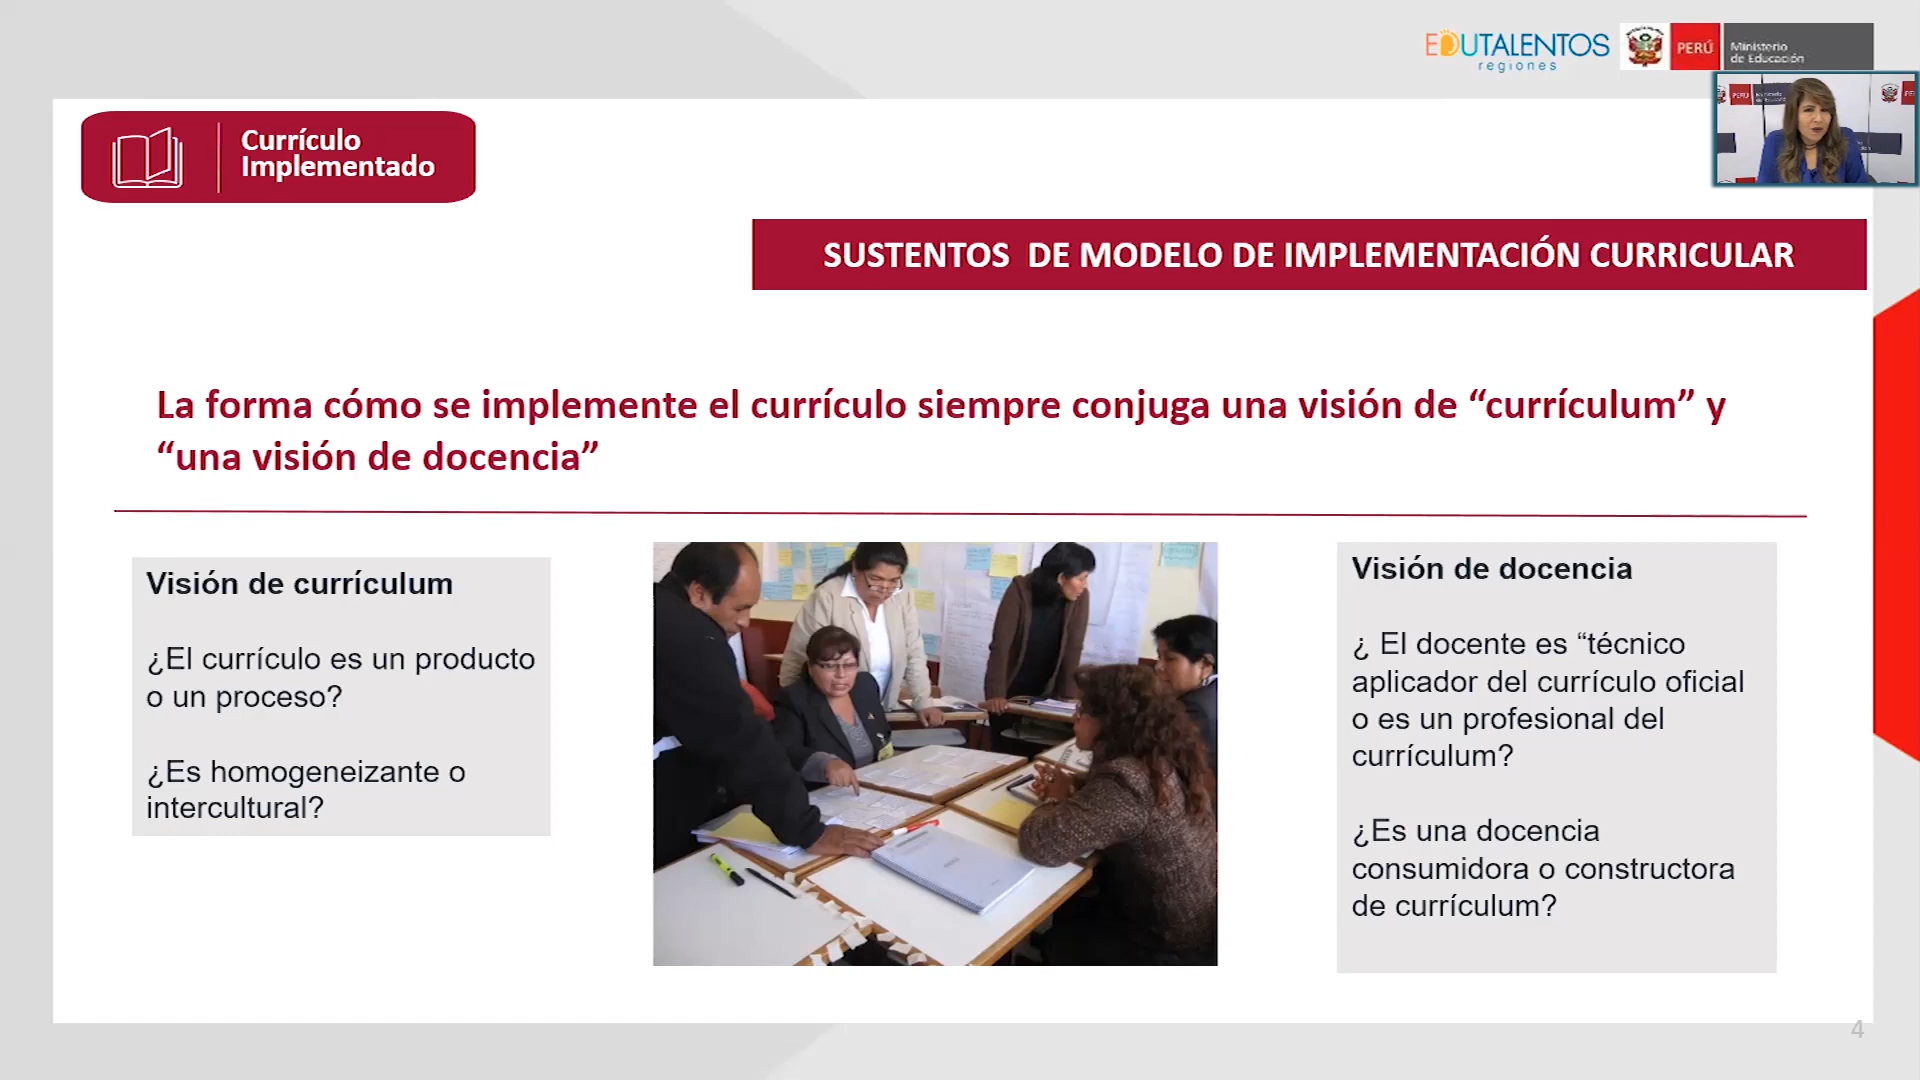 EDUTALENTOS
regiones
PERÚ
Ministerio
de Educación
PERÚ
Currículo
Implementado
SUSTENTOS DE MODELO DE IMPLEMENTACIÓN CURRICULAR
La forma cómo se implemente el currículo siempre conjuga una visión de “currículum” y
“una visión de docencia”
Visión de currículum
¿El currículo es un producto
o un proceso?
¿Es homogeneizante o
intercultural?
Visión de docencia
¿ El docente es “técnico
aplicador del currículo oficial
o es un profesional del
currículum?
¿Es una docencia
consumidora o constructora
de currículum?
4